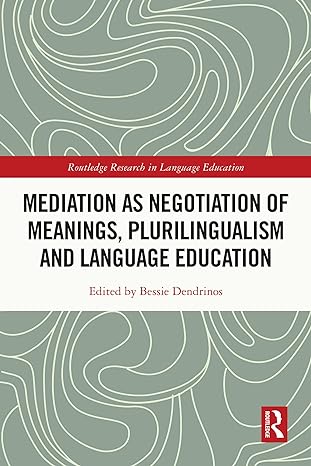 Routledge Research in Language Education
MEDIATION AS NEGOTIATION OF
MEANINGS, PLURILINGUALISM
AND LANGUAGE EDUCATION
Edited by Bessie Dendrinos
R
ROUTLEDGE